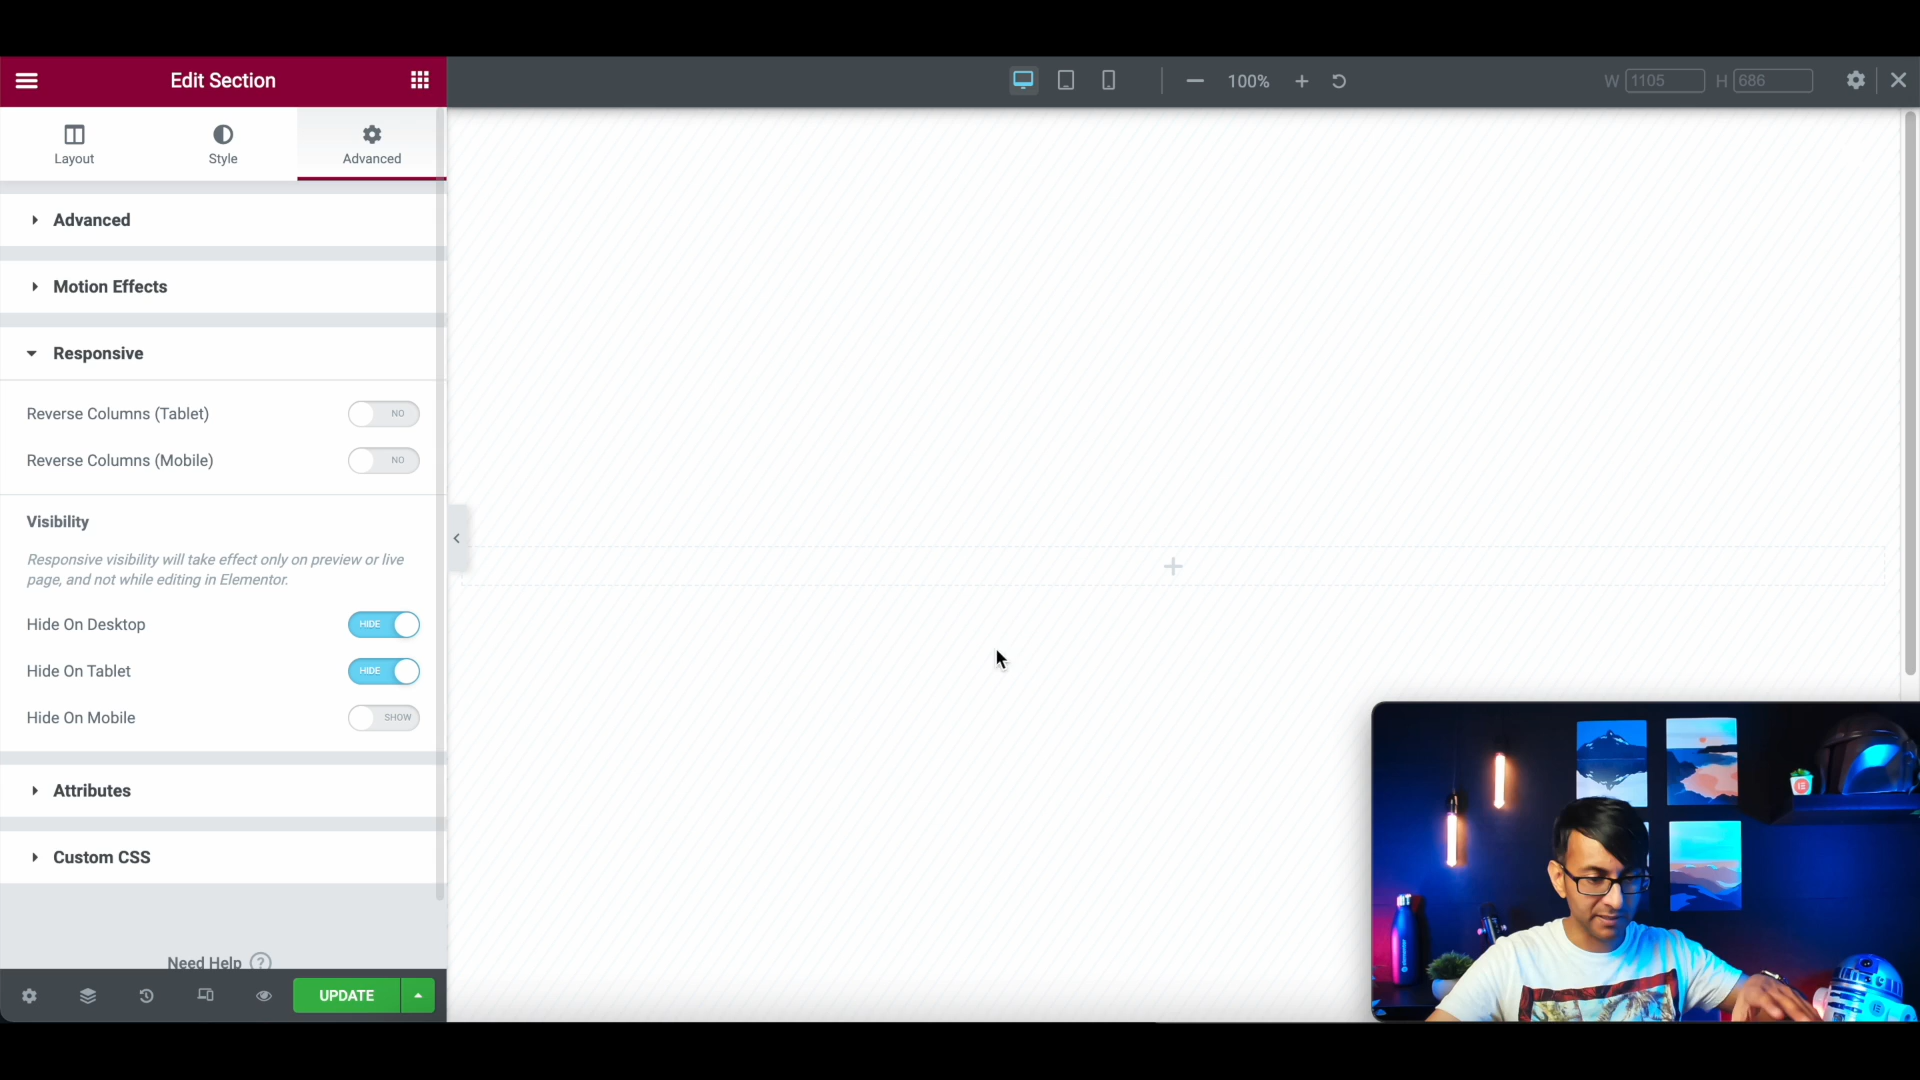 Edit Section
100%
W 1105 H 686
Layout
Style
Advanced
Advanced
Motion Effects
Responsive
Reverse Columns (Tablet) NO
Reverse Columns (Mobile) NO
Visibility
Responsive visibility will take effect only on preview or live
page, and not while editing in Elementor.
Hide On Desktop HIDE
Hide On Tablet HIDE
Hide On Mobile SHOW
Attributes
Custom CSS
Need Help ?
UPDATE